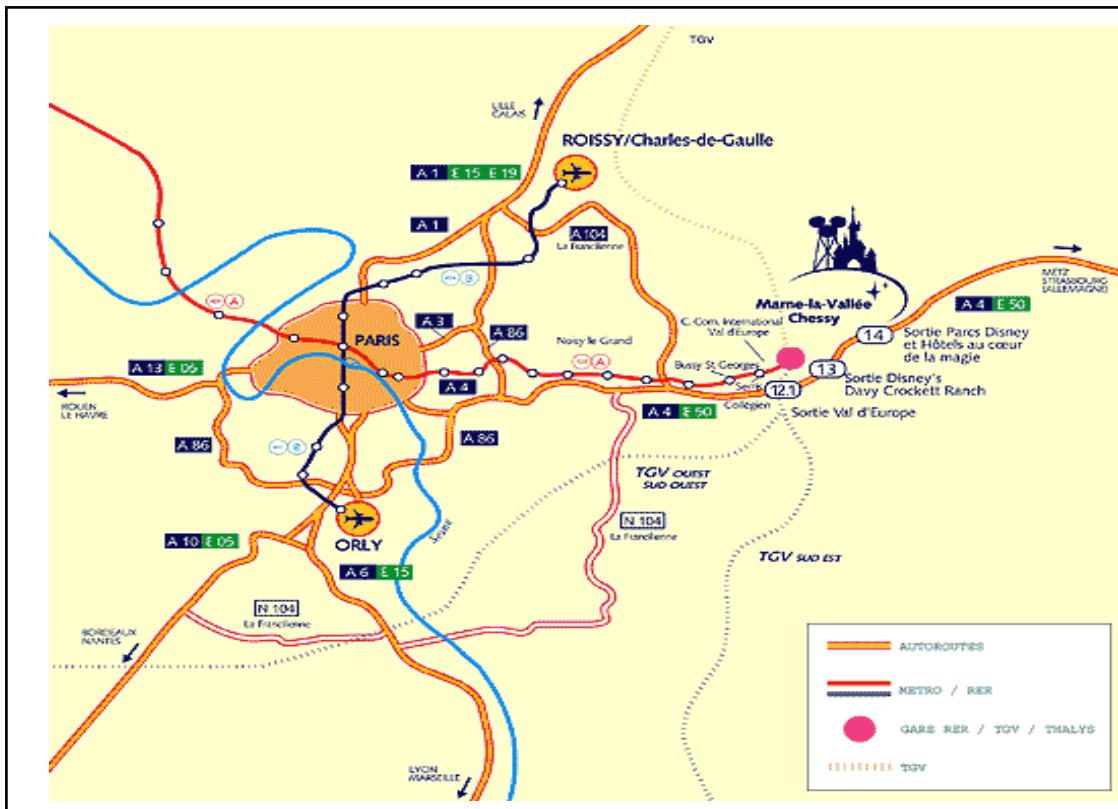 TGV
LILLE
CALAIS
ROISSY/Charles-de-Gaulle
A 1 E 15 E 19
A 1
A 104
La Francilienne
B
METZ
STRASBOURG
(ALLEMAGNE)
A 4 E 50
Marne-la-Vallée
Chessy
A
C. Com. International
Val d'Europe
14
Sortie Parcs Disney
et Hôtels au cœur
de la magie
A 3
A 86
PARIS
Noisy le Grand
A
Bussy St Georges
Serris
13
Sortie Disney's
Davy Crockett Ranch
A 13 E 05
A 4
12.1
Collégien
Sortie Val d'Europe
ROUEN
LE HAVRE
A 4 E 50
A 86
B
A 86
TGV OUEST
SUD OUEST
Seine
N 104
La Francilienne
TGV SUD EST
A 10 E 05
ORLY
A 6 E 15
N 104
La Francilienne
BORDEAUX
NANTES
AUTOROUTES
METRO / RER
GARE RER / TGV / THALYS
TGV
LYON
MARSEILLE